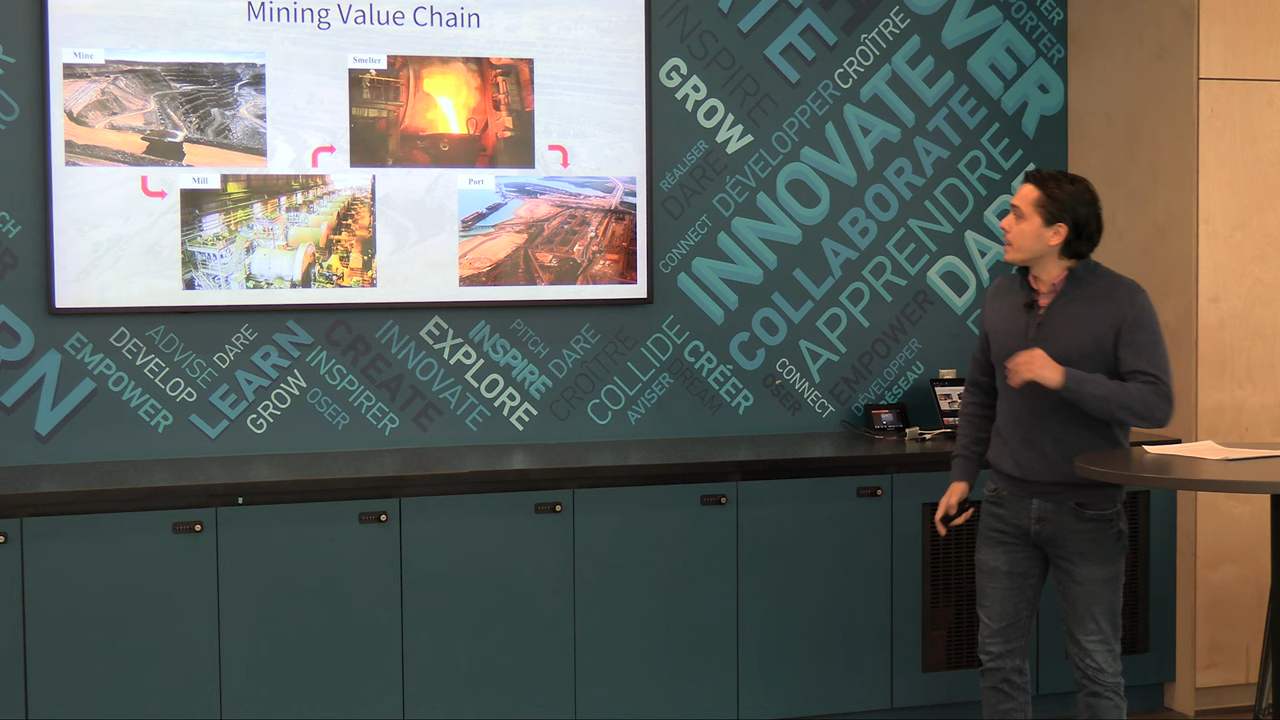 Mining Value Chain
Mine
Smelter
Mill
Port
INSPIRE
GROW
RÉALISER
DARE
CONNECT
DÉVELOPPER
CROÎTRE
INNOVATE
COLLABORATE
APPRENDRE
EMPOWER
CONNECT
OSER
DÉVELOPPER
RÉSEAU
EMPOWER
DEVELOP
ADVISE
DARE
LEARN
GROW
OSER
INSPIRER
CREATE
INNOVATE
EXPLORE
INSPIRE
PITCH
DARE
CROÎTRE
COLLIDE
AVISER
CRÉER
DREAM